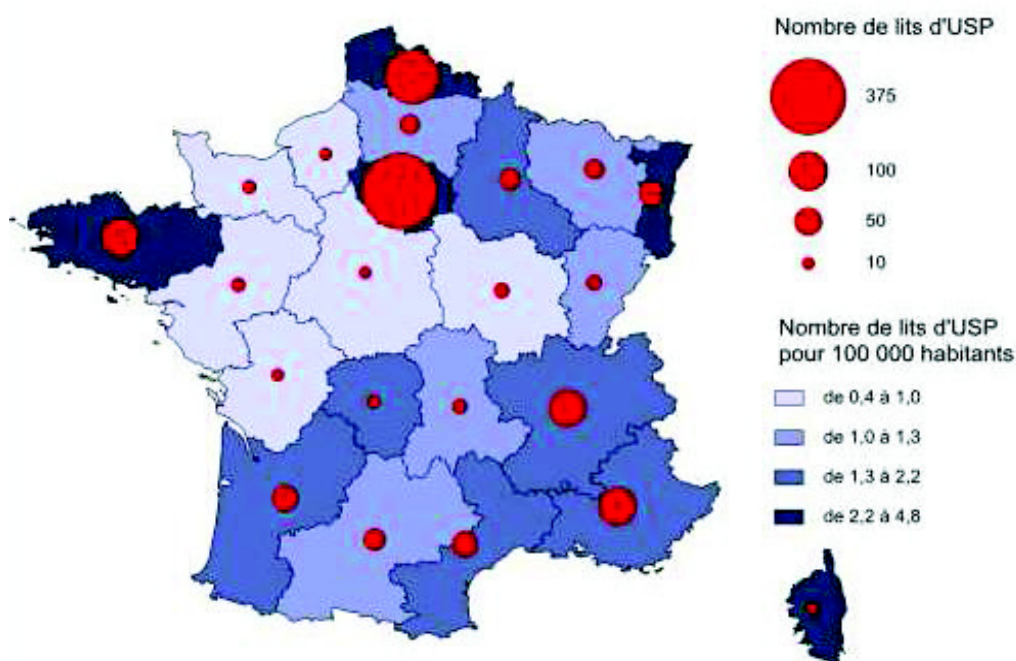 Nombre de lits d'USP
375
100
50
10
Nombre de lits d'USP
pour 100 000 habitants
de 0,4 à 1,0
de 1,0 à 1,3
de 1,3 à 2,2
de 2,2 à 4,8